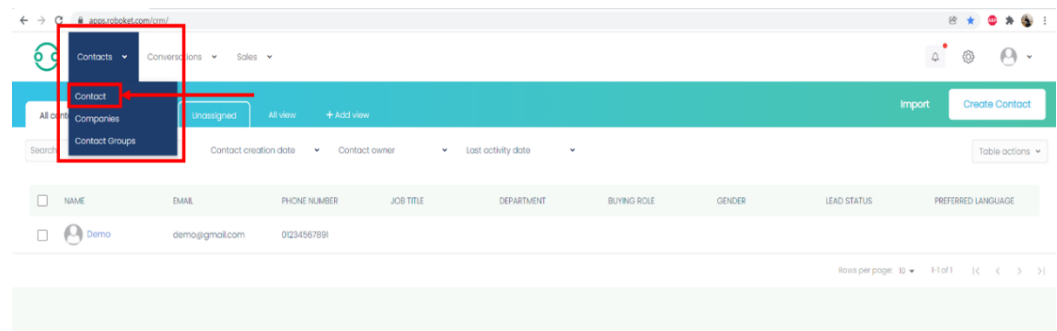 apps.roboket.com/crm/
Contacts Conversations Sales
Contact
Companies
Contact Groups
All Unassigned All view + Add view
Import Create Contact
Search Contact creation date Contact owner Last activity date Table actions
NAME EMAIL PHONE NUMBER JOB TITLE DEPARTMENT BUYING ROLE GENDER LEAD STATUS PREFERRED LANGUAGE
Demo demo@gmail.com 01234567891
Rows per page: 10 1-1 of 1